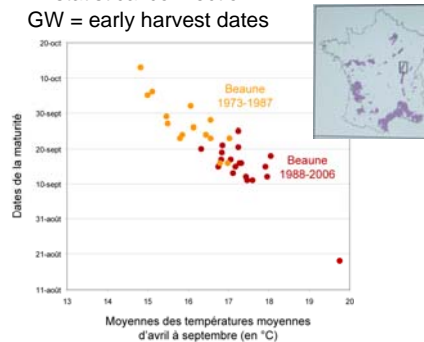 GW = early harvest dates
20-oct
10-oct
30-sept
20-sept
10-sept
31-août
21-août
11-août
Dates de la maturité
Beaune
1973-1987
Beaune
1988-2006
13 14 15 16 17 18 19 20
Moyennes des températures moyennes
d'avril à septembre (en °C)